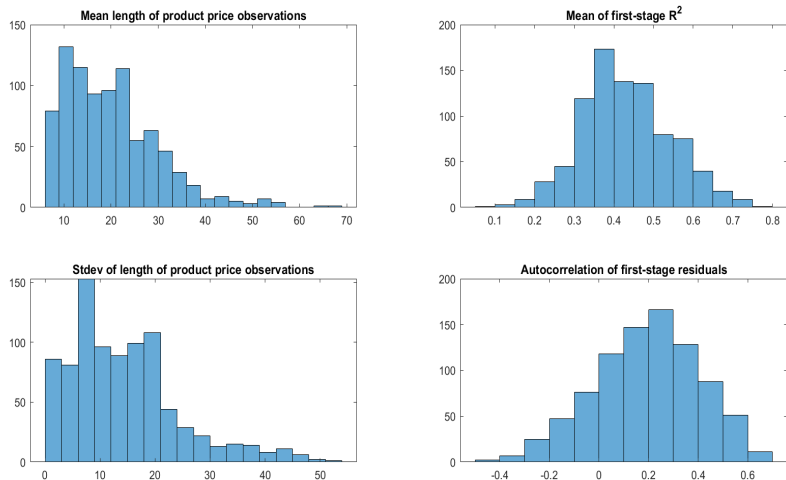 Mean length of product price observations
150
100
50
0
10 20 30 40 50 60 70
Mean of first-stage R²
200
150
100
50
0
0.1 0.2 0.3 0.4 0.5 0.6 0.7 0.8
Stdev of length of product price observations
150
100
50
0
0 10 20 30 40 50
Autocorrelation of first-stage residuals
200
150
100
50
0
-0.4 -0.2 0 0.2 0.4 0.6